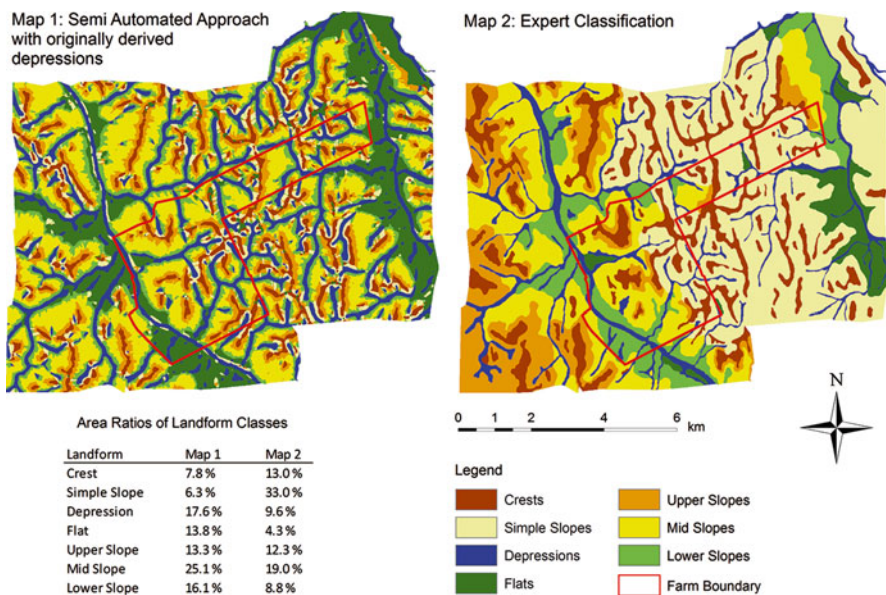 Map 1: Semi Automated Approach
with originally derived
depressions
Map 2: Expert Classification
Area Ratios of Landform Classes
Landform Map 1 Map 2
Crest 7.8 % 13.0 %
Simple Slope 6.3 % 33.0 %
Depression 17.6 % 9.6 %
Flat 13.8 % 4.3 %
Upper Slope 13.3 % 12.3 %
Mid Slope 25.1 % 19.0 %
Lower Slope 16.1 % 8.8 %
N
0 1 2 4 6
km
Legend
Crests Upper Slopes
Simple Slopes Mid Slopes
Depressions Lower Slopes
Flats Farm Boundary